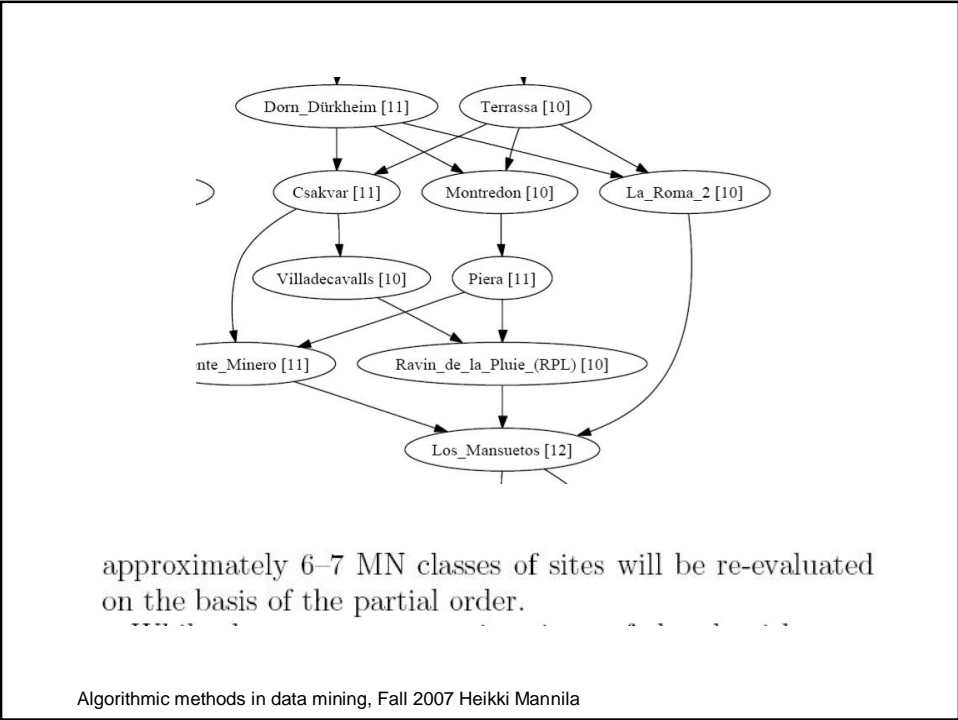 Dorn_Dürkheim [11] Terrassa [10]
Csakvar [11] Montredon [10] La_Roma_2 [10]
Villadecavalls [10] Piera [11]
ente_Minero [11] Ravin_de_la_Pluie_(RPL) [10]
Los_Mansuetos [12]
approximately 6–7 MN classes of sites will be re-evaluated
on the basis of the partial order.
Algorithmic methods in data mining, Fall 2007 Heikki Mannila